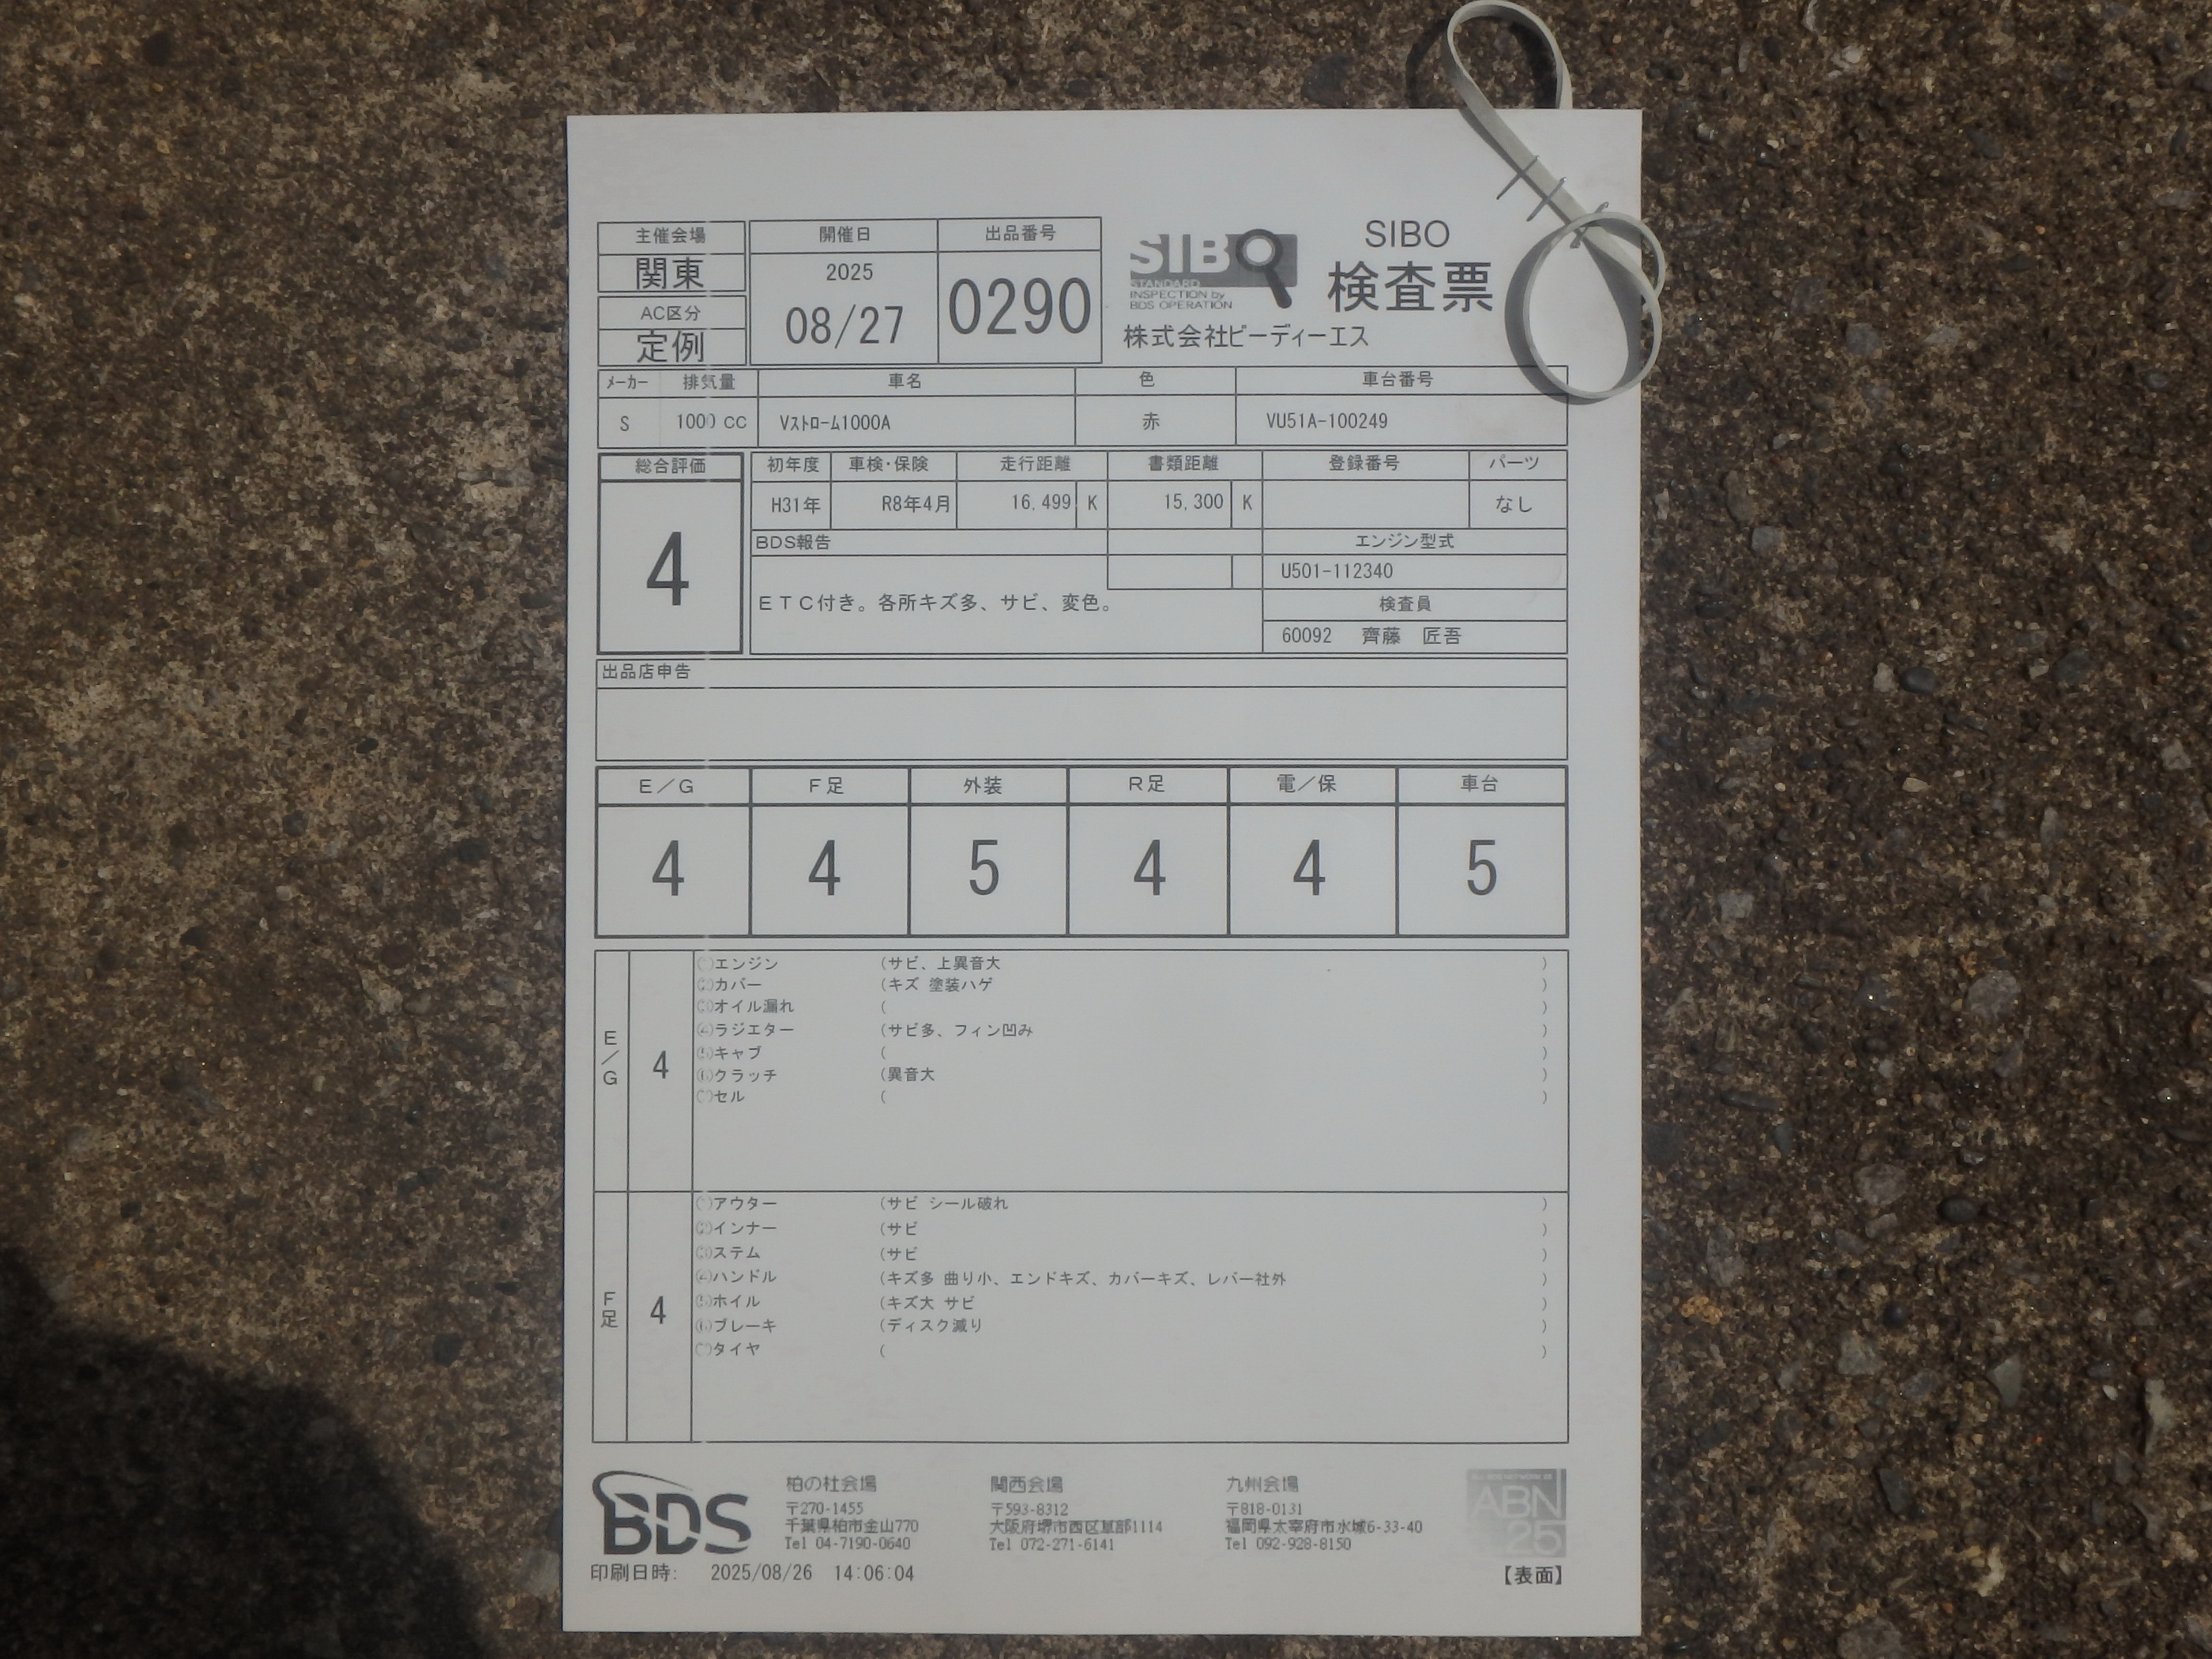 主催会場 開催日 出品番号
関東 2025 08/27 0290
AC区分
定例
SIBO
STANDARD
INSPECTION by
BDS OPERATION
SIBO
検査票
株式会社ビーディーエス
メーカー 排気量 車名 色 車台番号
S 1000 CC Vストローム1000A 赤 VU51A-100249
総合評価 初年度 車検・保険 走行距離 書類距離 登録番号 パーツ
4 H31年 R8年4月 16,499 K 15,300 K なし
BDS報告 エンジン型式
U501-112340
ETC付き。各所キズ多、サビ、変色。
検査員
60092 齊藤 匠吾
出品店申告
E/G F足 外装 R足 電/保 車台
4 4 5 4 4 5
E/G 4
エンジン (サビ、上異音大 )
カバー (キズ 塗装ハゲ )
オイル漏れ ( )
④ラジエター (サビ多、フィン凹み )
キャブ ( )
クラッチ (異音大 )
セル ( )
F足 4
アウター (サビ シール破れ )
インナー (サビ )
ステム (サビ )
④ハンドル (キズ多 曲り小、エンドキズ、カバーキズ、レバー社外 )
ホイル (キズ大 サビ )
ブレーキ (ディスク減り )
タイヤ ( )
BDS
柏の杜会場
〒270-1455
千葉県柏市金山770
Tel 04-7190-0640
関西会場
〒593-8312
大阪府堺市西区草部1114
Tel 072-271-6141
九州会場
〒818-0131
福岡県太宰府市水城6-33-40
Tel 092-928-8150
ABN
25
印刷日時: 2025/08/26 14:06:04 【表面】